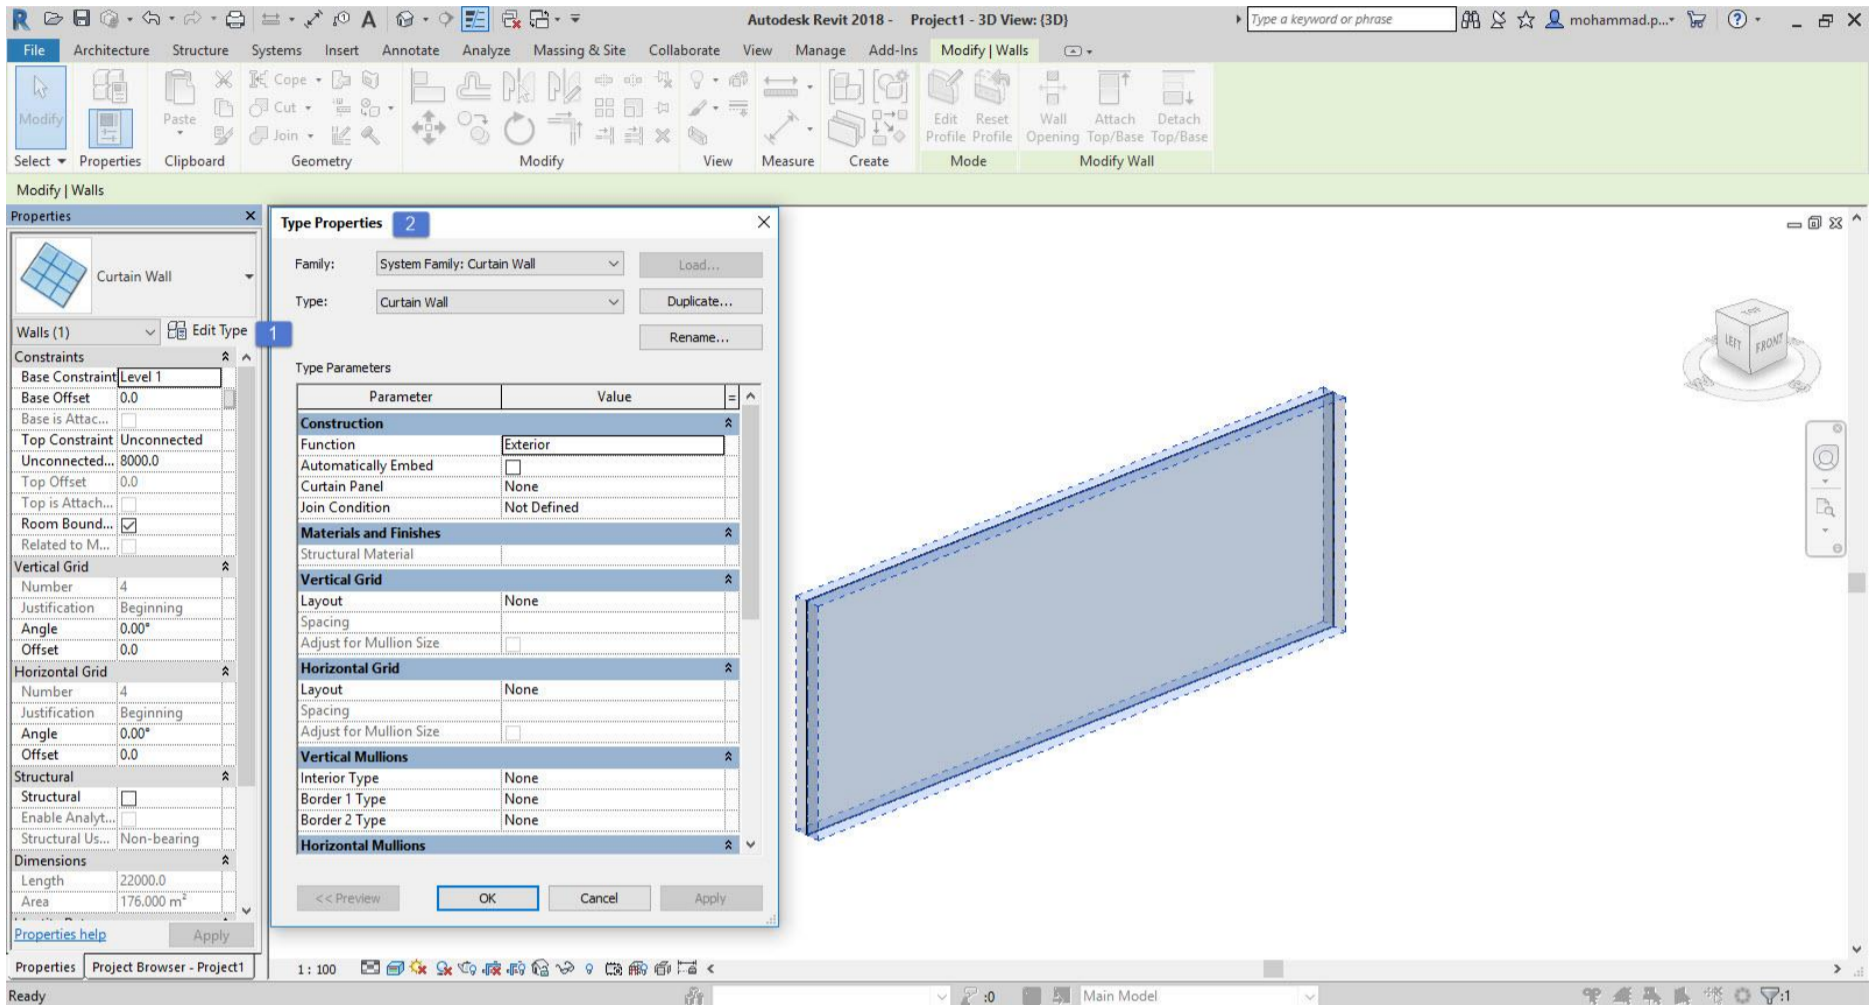 Autodesk Revit 2018 - Project1 - 3D View: {3D}
Type a keyword or phrase
mohammad.p...
File Architecture Structure Systems Insert Annotate Analyze Massing & Site Collaborate View Manage Add-Ins Modify | Walls
Modify
Paste
Cope
Cut
Join
Edit Profile
Reset Profile
Wall Opening
Attach Top/Base
Detach Top/Base
Select Properties Clipboard Geometry Modify View Measure Create Mode Modify Wall
Modify | Walls
Properties
Curtain Wall
Walls (1) Edit Type 1
Constraints
Base Constraint Level 1
Base Offset 0.0
Base is Attac...
Top Constraint Unconnected
Unconnected... 8000.0
Top Offset 0.0
Top is Attach...
Room Bound...
Related to M...
Vertical Grid
Number 4
Justification Beginning
Angle 0.00°
Offset 0.0
Horizontal Grid
Number 4
Justification Beginning
Angle 0.00°
Offset 0.0
Structural
Structural
Enable Analyt...
Structural Us... Non-bearing
Dimensions
Length 22000.0
Area 176.000 m²
Properties help Apply
Properties Project Browser - Project1
Type Properties 2
Family: System Family: Curtain Wall Load...
Type: Curtain Wall Duplicate...
Rename...
Type Parameters
Parameter Value =
Construction
Function Exterior
Automatically Embed
Curtain Panel None
Join Condition Not Defined
Materials and Finishes
Structural Material
Vertical Grid
Layout None
Spacing
Adjust for Mullion Size
Horizontal Grid
Layout None
Spacing
Adjust for Mullion Size
Vertical Mullions
Interior Type None
Border 1 Type None
Border 2 Type None
Horizontal Mullions
<< Preview OK Cancel Apply
TOP
LEFT FRONT
1 : 100
Ready :0 Main Model :1